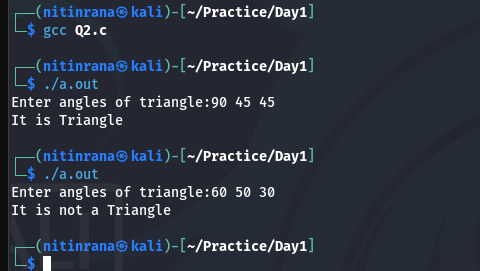 ┌──(nitinrana㉿kali)-[~/Practice/Day1]
└─$ gcc Q2.c
┌──(nitinrana㉿kali)-[~/Practice/Day1]
└─$ ./a.out
Enter angles of triangle:90 45 45
It is Triangle
┌──(nitinrana㉿kali)-[~/Practice/Day1]
└─$ ./a.out
Enter angles of triangle:60 50 30
It is not a Triangle
┌──(nitinrana㉿kali)-[~/Practice/Day1]
└─$